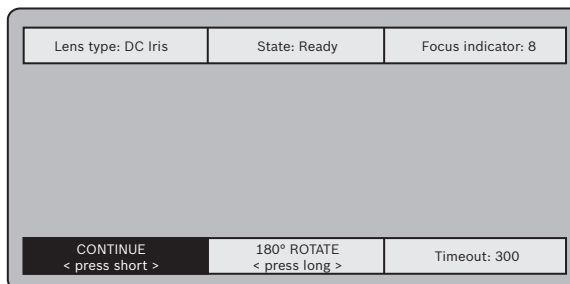 Lens type: DC Iris
State: Ready
Focus indicator: 8
CONTINUE
< press short >
180° ROTATE
< press long >
Timeout: 300